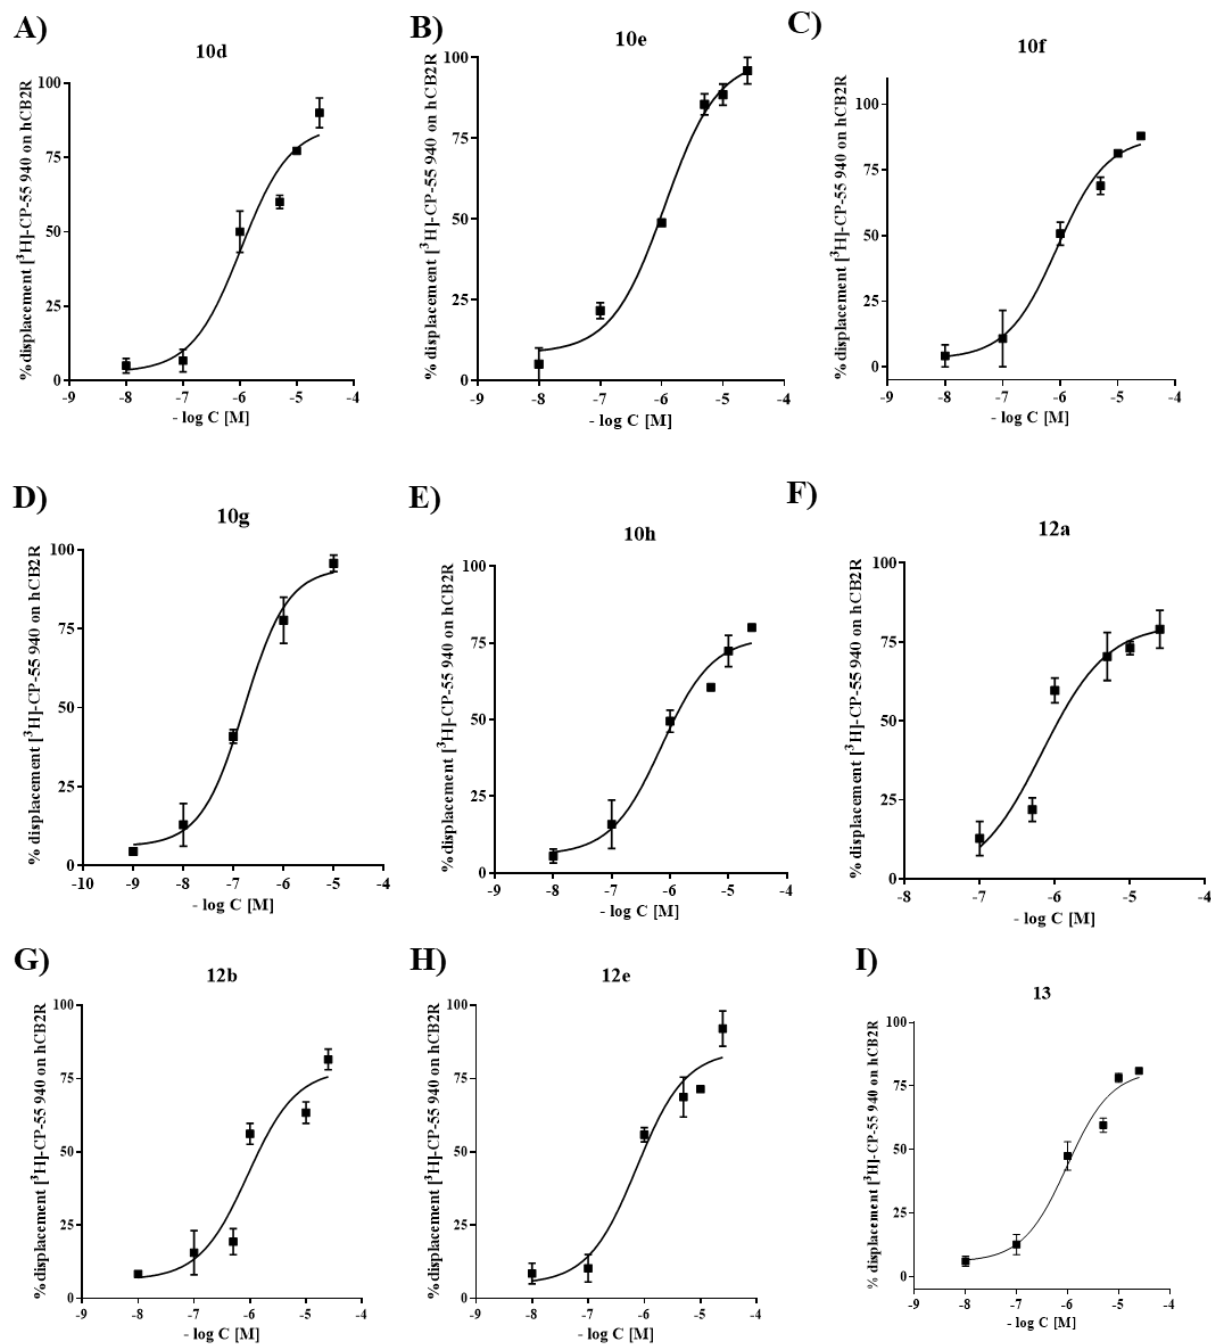 A)
10d
% displacement [³H]-CP-55 940 on hCB2R
100
75
50
25
0
-9 -8 -7 -6 -5 -4
- log C [M]
B)
10e
% displacement [³H]-CP-55 940 on hCB2R
100
75
50
25
0
-9 -8 -7 -6 -5 -4
- log C [M]
C)
10f
% displacement [³H]-CP-55 940 on hCB2R
100
75
50
25
0
-9 -8 -7 -6 -5 -4
- log C [M]
D)
10g
% displacement [³H]-CP-55 940 on hCB2R
100
75
50
25
0
-10 -9 -8 -7 -6 -5 -4
- log C [M]
E)
10h
% displacement [³H]-CP-55 940 on hCB2R
100
75
50
25
0
-9 -8 -7 -6 -5 -4
- log C [M]
F)
12a
% displacement [³H]-CP-55 940 on hCB2R
100
75
50
25
0
-8 -7 -6 -5 -4
- log C [M]
G)
12b
% displacement [³H]-CP-55 940 on hCB2R
100
75
50
25
0
-9 -8 -7 -6 -5 -4
- log C [M]
H)
12e
% displacement [³H]-CP-55 940 on hCB2R
100
75
50
25
0
-9 -8 -7 -6 -5 -4
- log C [M]
I)
13
% displacement [³H]-CP-55 940 on hCB2R
100
75
50
25
0
-9 -8 -7 -6 -5 -4
- log C [M]